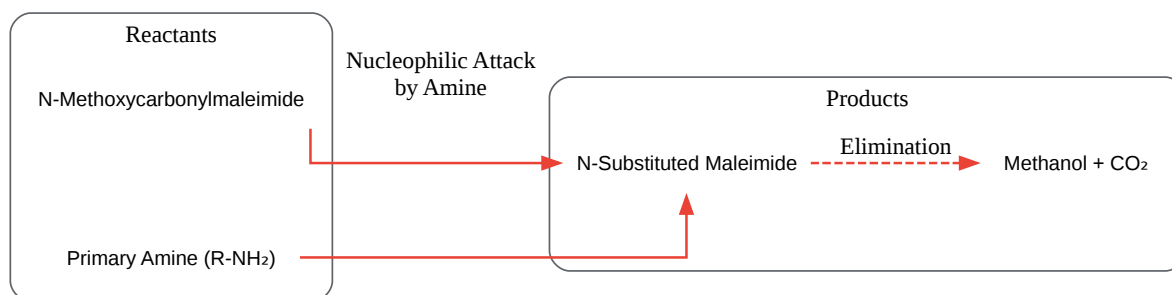 Reactants
N-Methoxycarbonylmaleimide
Primary Amine (R-NH₂)
Nucleophilic Attack
by Amine
Products
N-Substituted Maleimide
Elimination
Methanol + CO₂